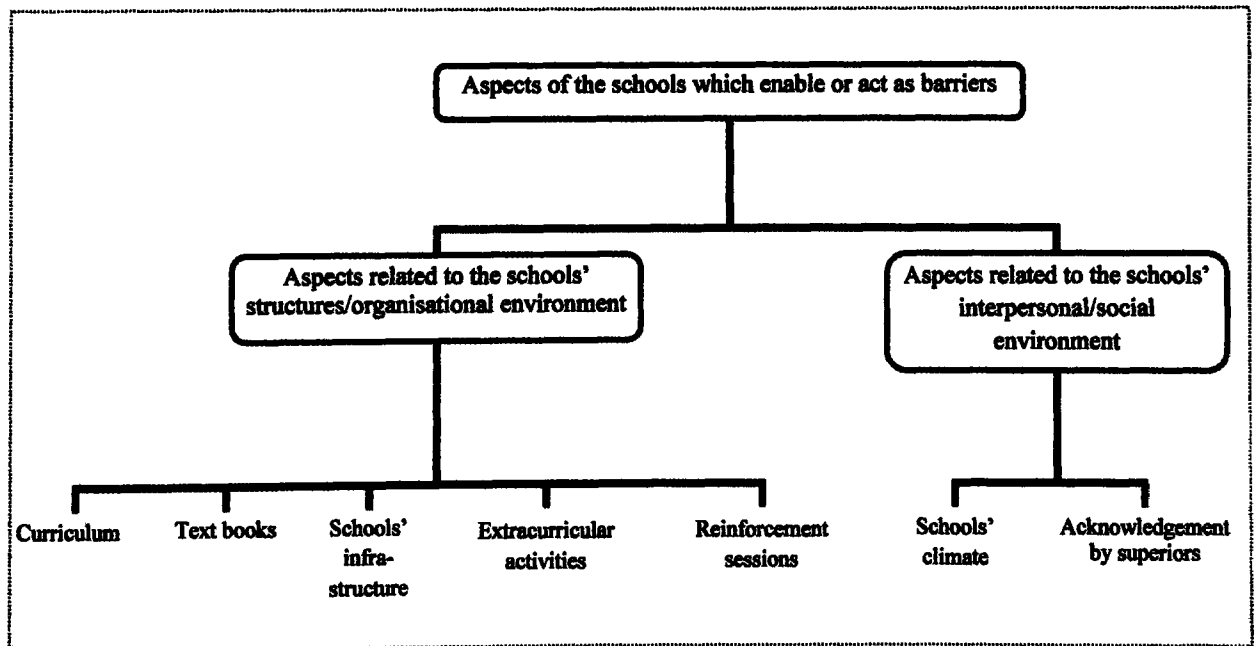 Aspects of the schools which enable or act as barriers
Aspects related to the schools'
structures/organisational environment
Aspects related to the schools'
interpersonal/social
environment
Curriculum
Text books
Schools'
infra-
structure
Extracurricular
activities
Reinforcement
sessions
Schools'
climate
Acknowledgement
by superiors